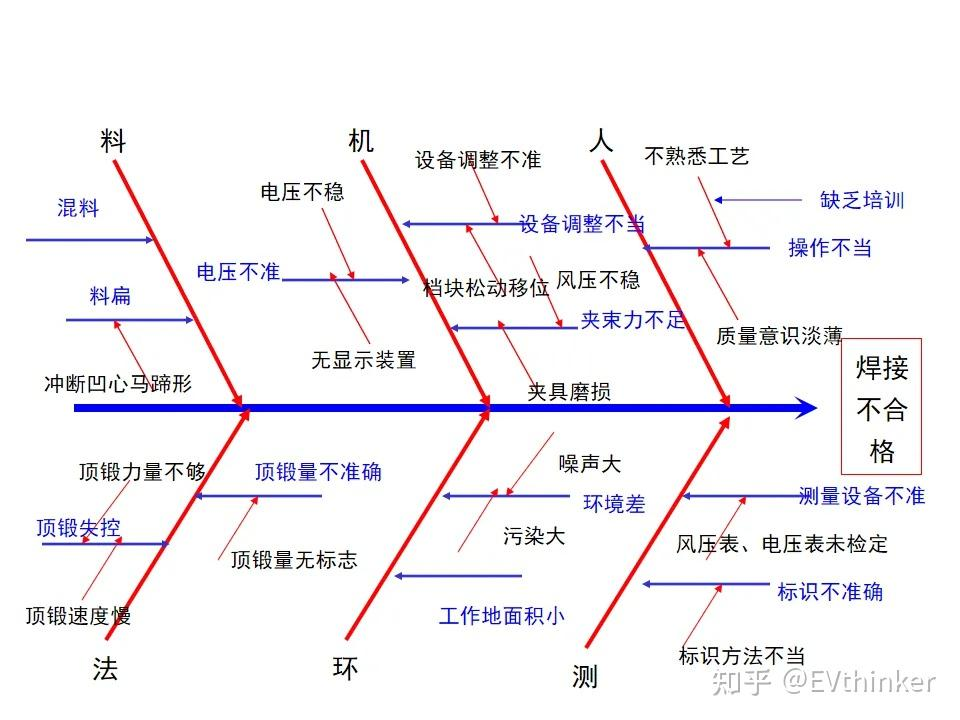 料
机
人
设备调整不准
不熟悉工艺
电压不稳
混料
缺乏培训
设备调整不当
操作不当
电压不准
风压不稳
档块松动移位
料扁
夹束力不足
质量意识淡薄
无显示装置
焊接
不合
格
冲断凹心马蹄形
夹具磨损
顶锻力量不够
顶锻量不准确
噪声大
环境差
测量设备不准
顶锻失控
污染大
风压表、电压表未检定
顶锻量无标志
标识不准确
顶锻速度慢
工作地面积小
标识方法不当
法
环
测
知乎 @EVthinker